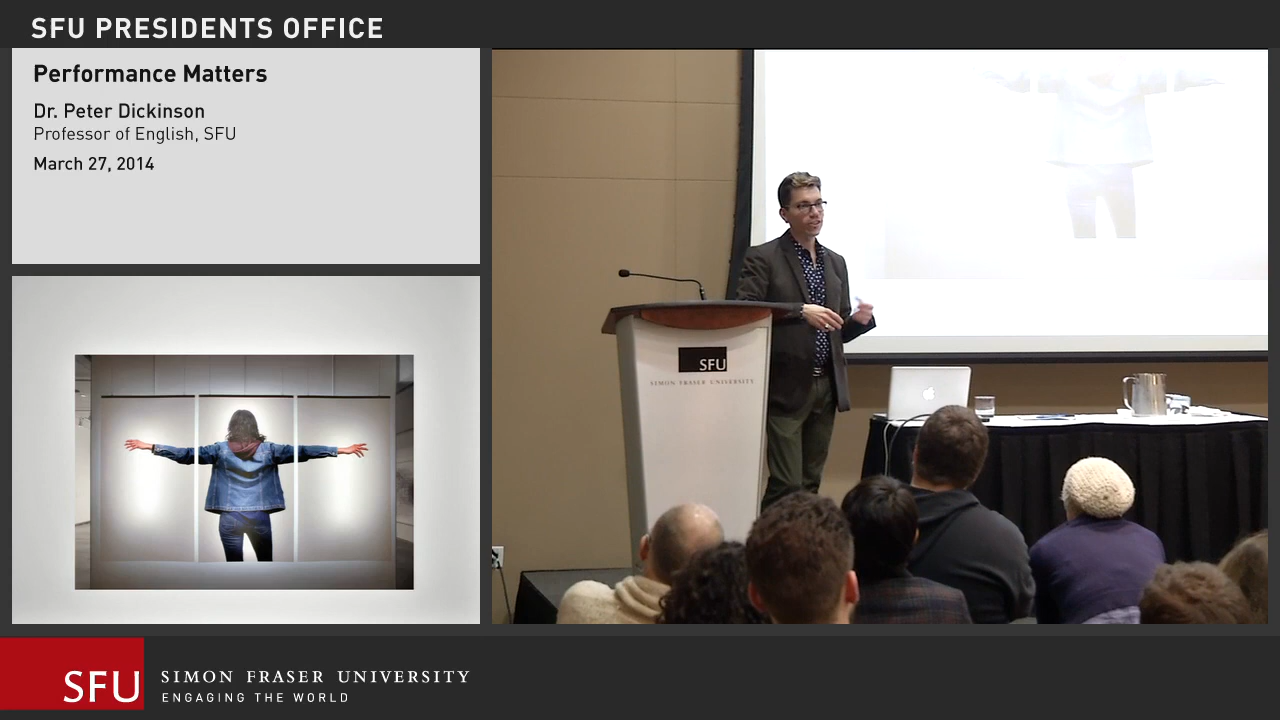 SFU PRESIDENTS OFFICE
Performance Matters
Dr. Peter Dickinson
Professor of English, SFU
March 27, 2014
SFU
SIMON FRASER UNIVERSITY
SFU
SIMON FRASER UNIVERSITY
ENGAGING THE WORLD